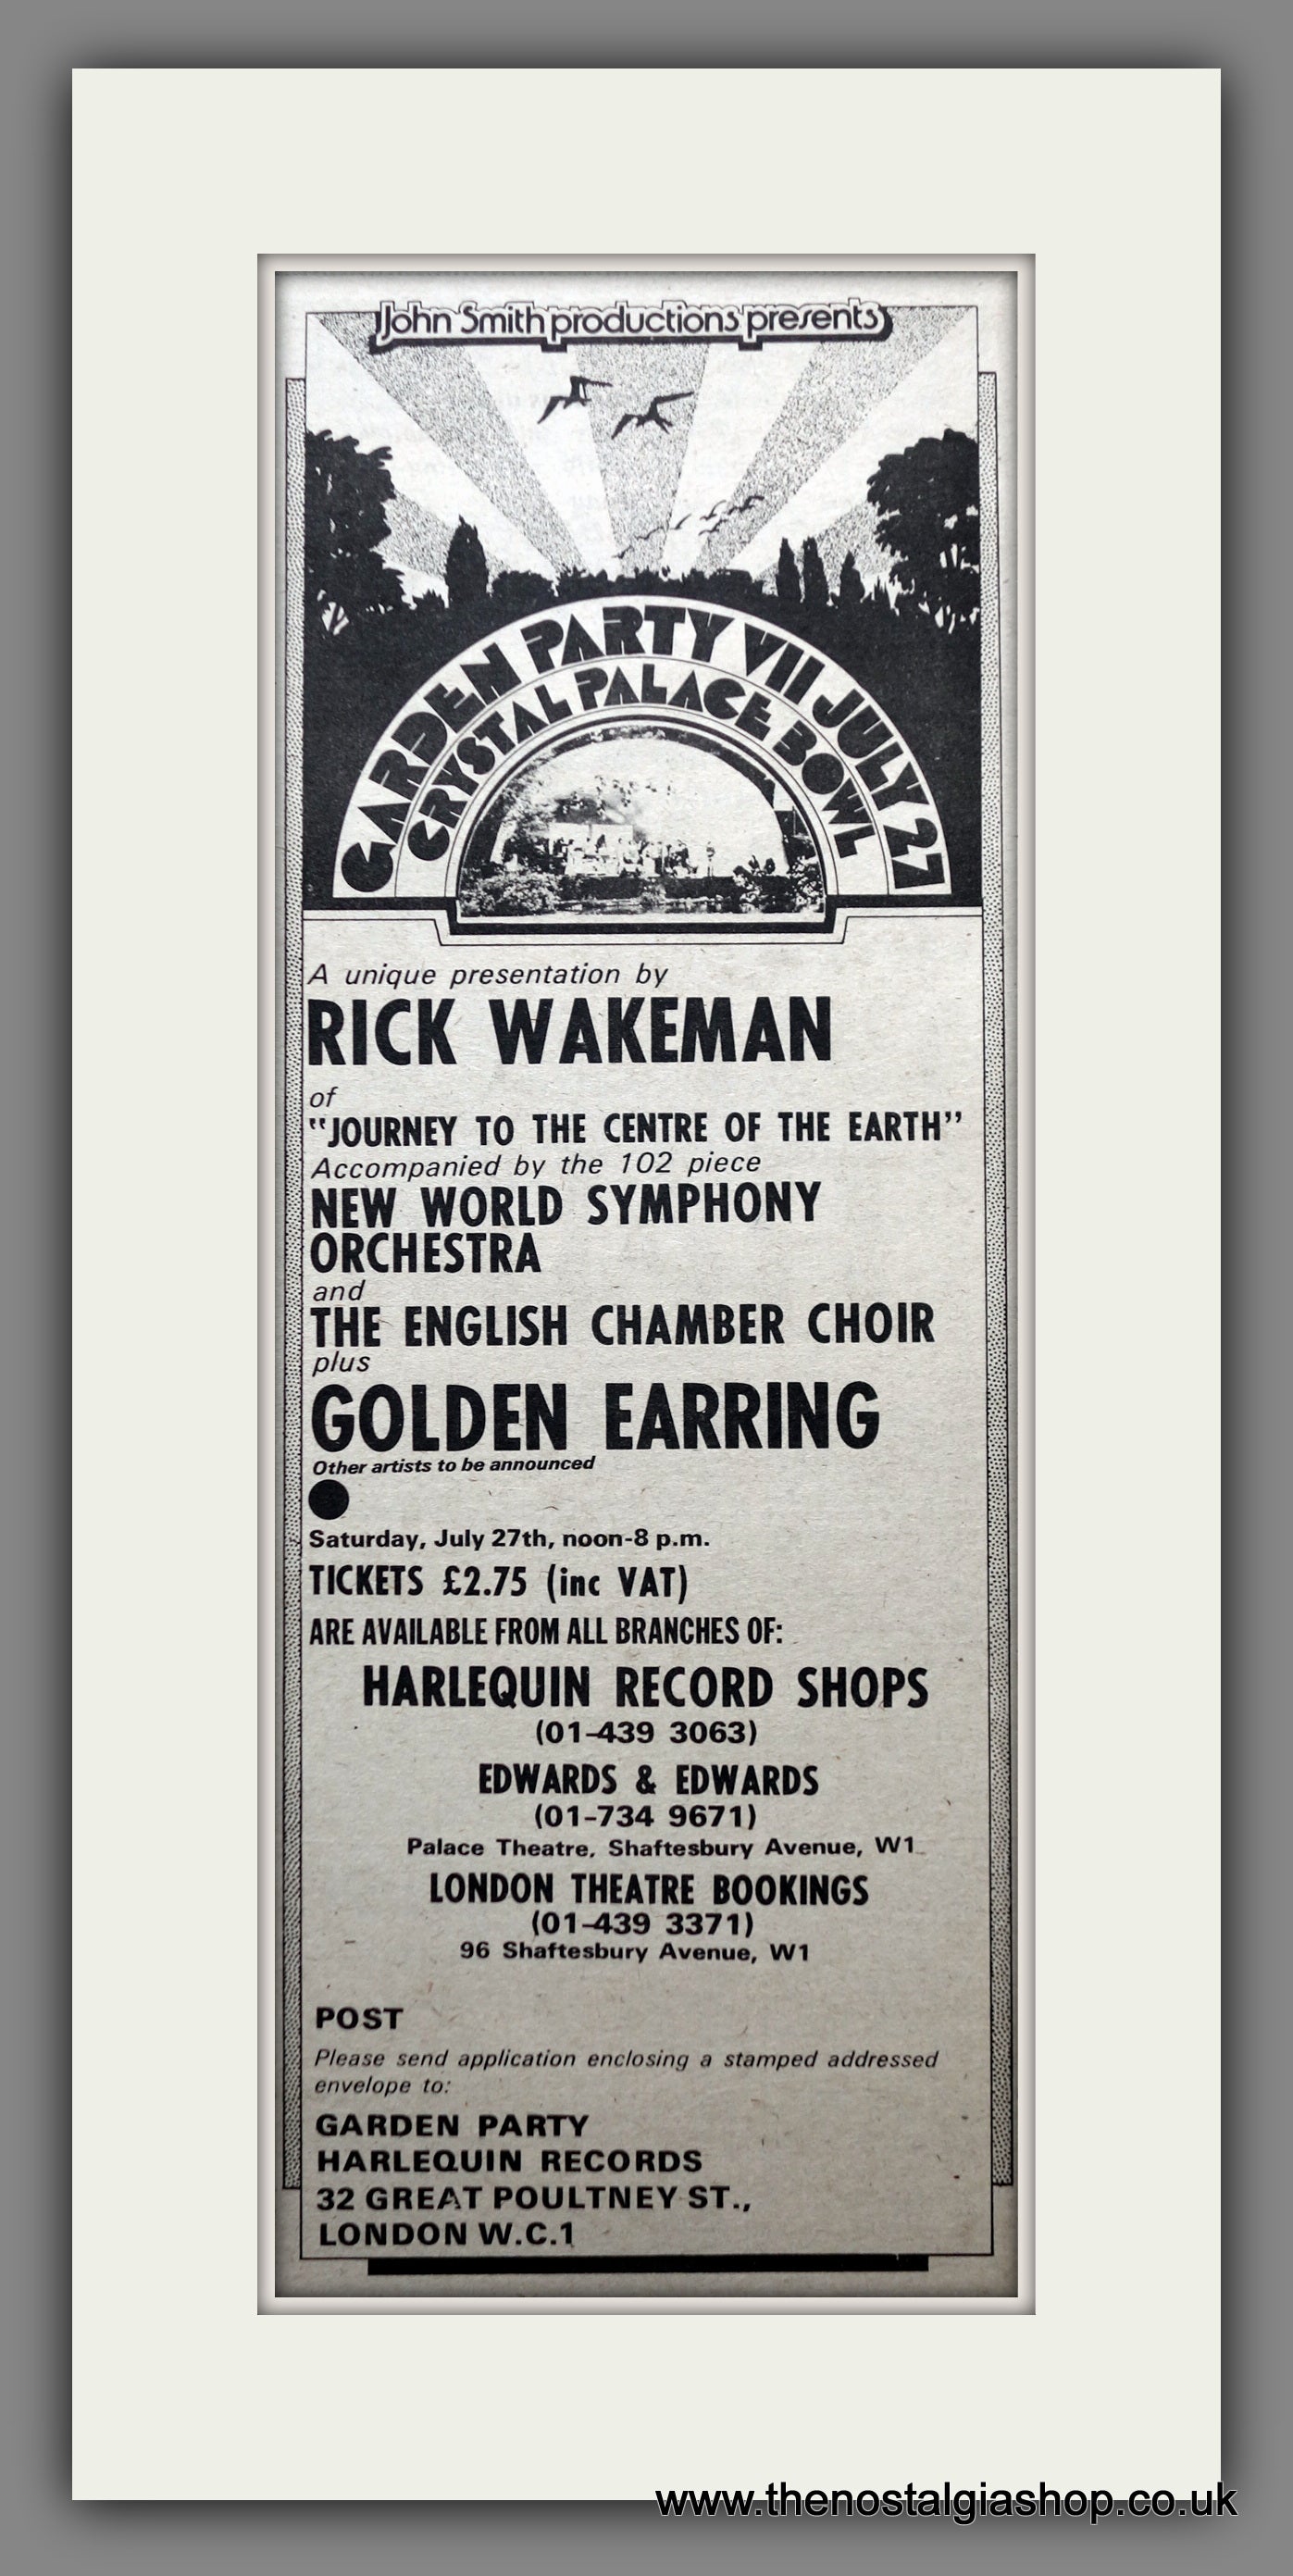 John Smith productions presents
GARDEN PARTY VII JULY 27
CRYSTAL PALACE BOWL
A unique presentation by
RICK WAKEMAN
of
"JOURNEY TO THE CENTRE OF THE EARTH"
Accompanied by the 102 piece
NEW WORLD SYMPHONY
ORCHESTRA
and
THE ENGLISH CHAMBER CHOIR
plus
GOLDEN EARRING
Other artists to be announced
Saturday, July 27th, noon-8 p.m.
TICKETS £2.75 (inc VAT)
ARE AVAILABLE FROM ALL BRANCHES OF:
HARLEQUIN RECORD SHOPS
(01-439 3063)
EDWARDS & EDWARDS
(01-734 9671)
Palace Theatre, Shaftesbury Avenue, W1
LONDON THEATRE BOOKINGS
(01-439 3371)
96 Shaftesbury Avenue, W1
POST
Please send application enclosing a stamped addressed
envelope to:
GARDEN PARTY
HARLEQUIN RECORDS
32 GREAT POULTNEY ST.,
LONDON W.C.1
www.thenostalgiashop.co.uk